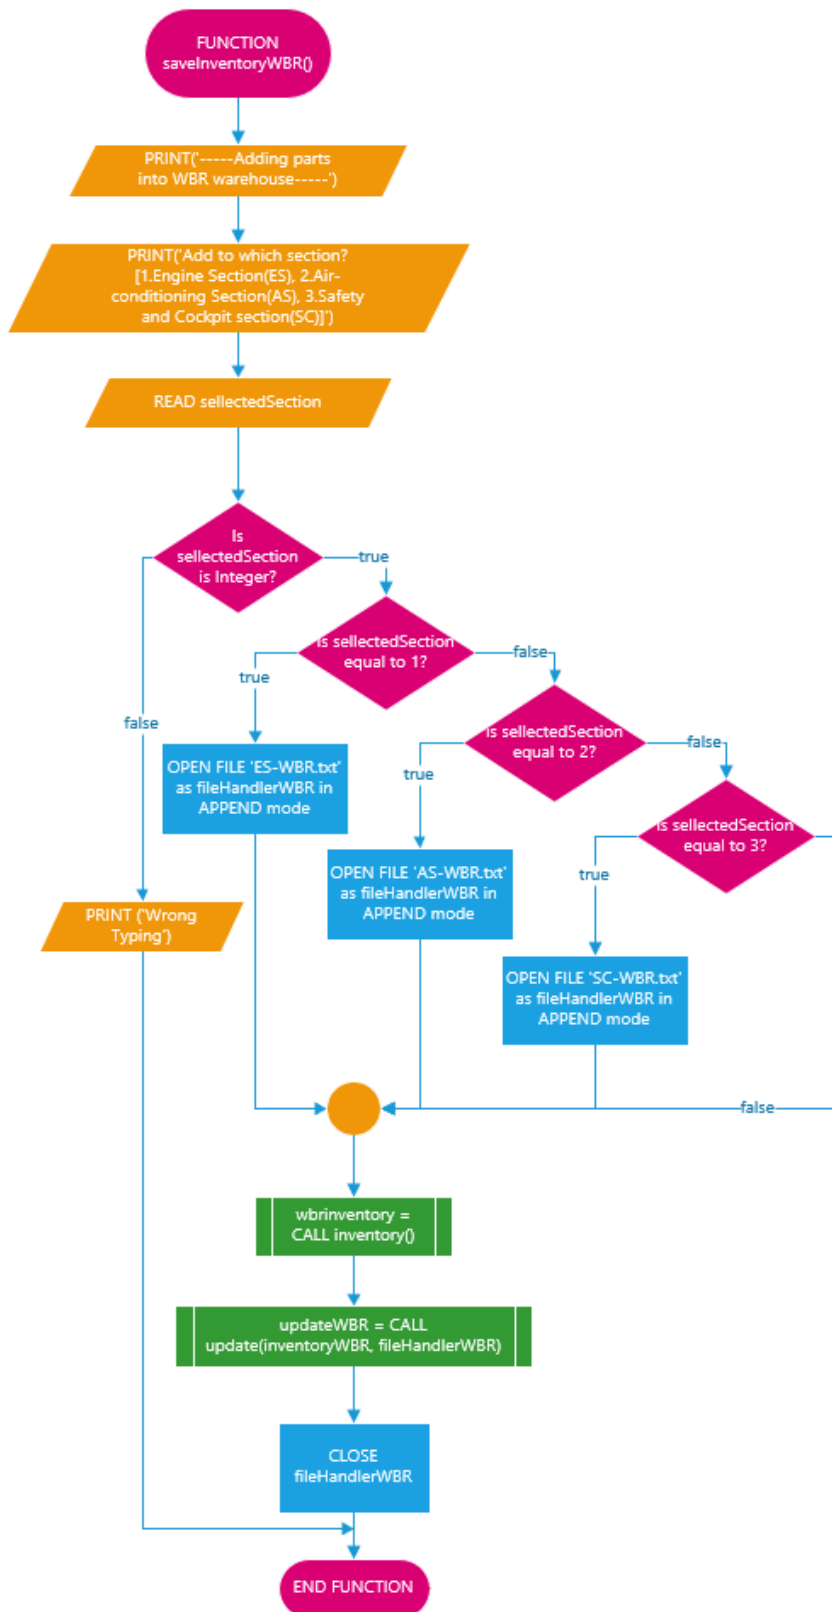 FUNCTION
saveInventoryWBR()
PRINT('-----Adding parts
into WBR warehouse-----')
PRINT('Add to which section?
[1.Engine Section(ES), 2.Air-
conditioning Section(AS), 3.Safety
and Cockpit section(SC)]')
READ sellectedSection
Is
sellectedSection
is Integer?
true
Is sellectedSection
equal to 1?
false
true
false
Is sellectedSection
equal to 2?
false
true
OPEN FILE 'ES-WBR.txt'
as fileHandlerWBR in
APPEND mode
Is sellectedSection
equal to 3?
true
OPEN FILE 'AS-WBR.txt'
as fileHandlerWBR in
APPEND mode
PRINT ('Wrong
Typing')
OPEN FILE 'SC-WBR.txt'
as fileHandlerWBR in
APPEND mode
false
wbrinventory =
CALL inventory()
updateWBR = CALL
update(inventoryWBR, fileHandlerWBR)
CLOSE
fileHandlerWBR
END FUNCTION